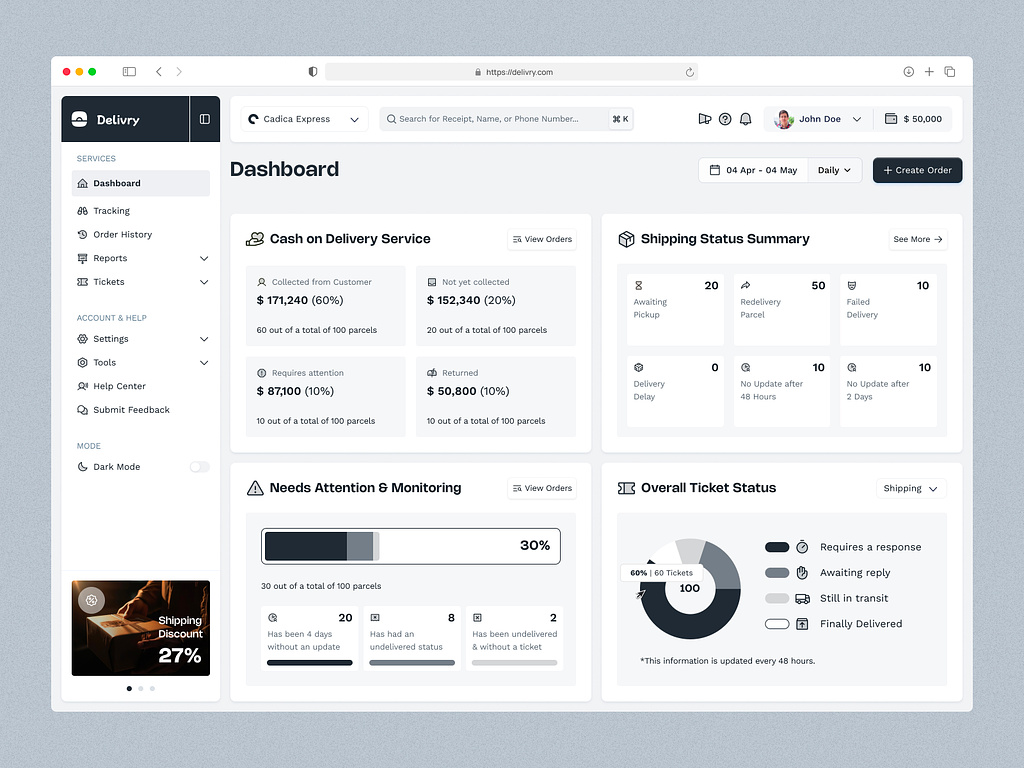 https://delivry.com
Delivry
Cadica Express
Search for Receipt, Name, or Phone Number...
⌘ K
John Doe
$ 50,000
SERVICES
Dashboard
Tracking
Order History
Reports
Tickets
ACCOUNT & HELP
Settings
Tools
Help Center
Submit Feedback
MODE
Dark Mode
Shipping
Discount
27%
Dashboard
04 Apr - 04 May
Daily
+ Create Order
Cash on Delivery Service
View Orders
Collected from Customer
$ 171,240 (60%)
60 out of a total of 100 parcels
Not yet collected
$ 152,340 (20%)
20 out of a total of 100 parcels
Requires attention
$ 87,100 (10%)
10 out of a total of 100 parcels
Returned
$ 50,800 (10%)
10 out of a total of 100 parcels
Shipping Status Summary
See More →
20
Awaiting
Pickup
50
Redelivery
Parcel
10
Failed
Delivery
0
Delivery
Delay
10
No Update after
48 Hours
10
No Update after
2 Days
Needs Attention & Monitoring
View Orders
30%
30 out of a total of 100 parcels
20
Has been 4 days
without an update
8
Has had an
undelivered status
2
Has been undelivered
& without a ticket
Overall Ticket Status
Shipping
60% | 60 Tickets
100
Requires a response
Awaiting reply
Still in transit
Finally Delivered
*This information is updated every 48 hours.